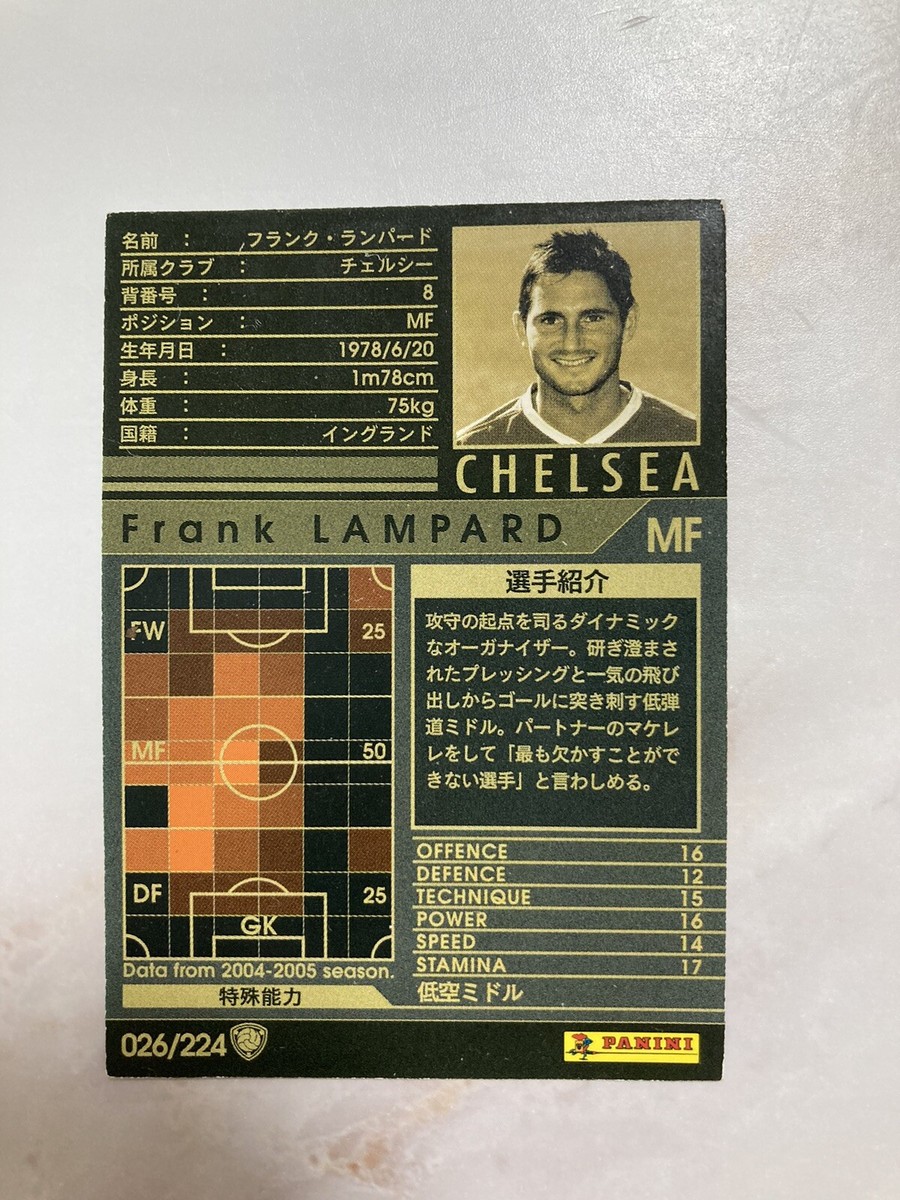 名前 : フランク・ランパード
所属クラブ : チェルシー
背番号 : 8
ポジション : MF
生年月日 : 1978/6/20
身長 : 1m78cm
体重 : 75kg
国籍 : イングランド
CHELSEA
Frank LAMPARD
MF
FW 25
MF 50
DF 25
GK
Data from 2004-2005 season.
選手紹介
攻守の起点を司るダイナミック
なオーガナイザー。研ぎ澄まさ
れたプレッシングと一気の飛び
出しからゴールに突き刺す低弾
道ミドル。パートナーのマケレ
レをして「最も欠かすことがで
きない選手」と言わしめる。
OFFENCE 16
DEFENCE 12
TECHNIQUE 15
POWER 16
SPEED 14
STAMINA 17
特殊能力 低空ミドル
026/224
PANINI